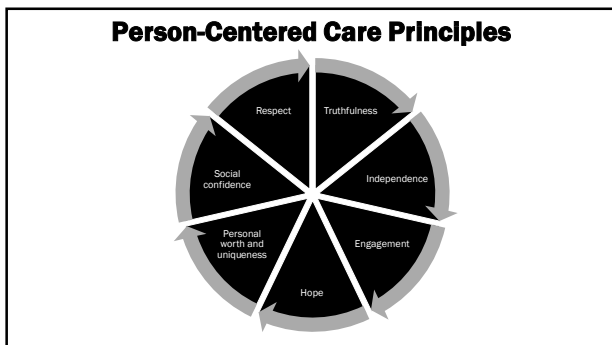 Person-Centered Care Principles
Respect
Truthfulness
Social
confidence
Independence
Personal
worth and
uniqueness
Engagement
Hope